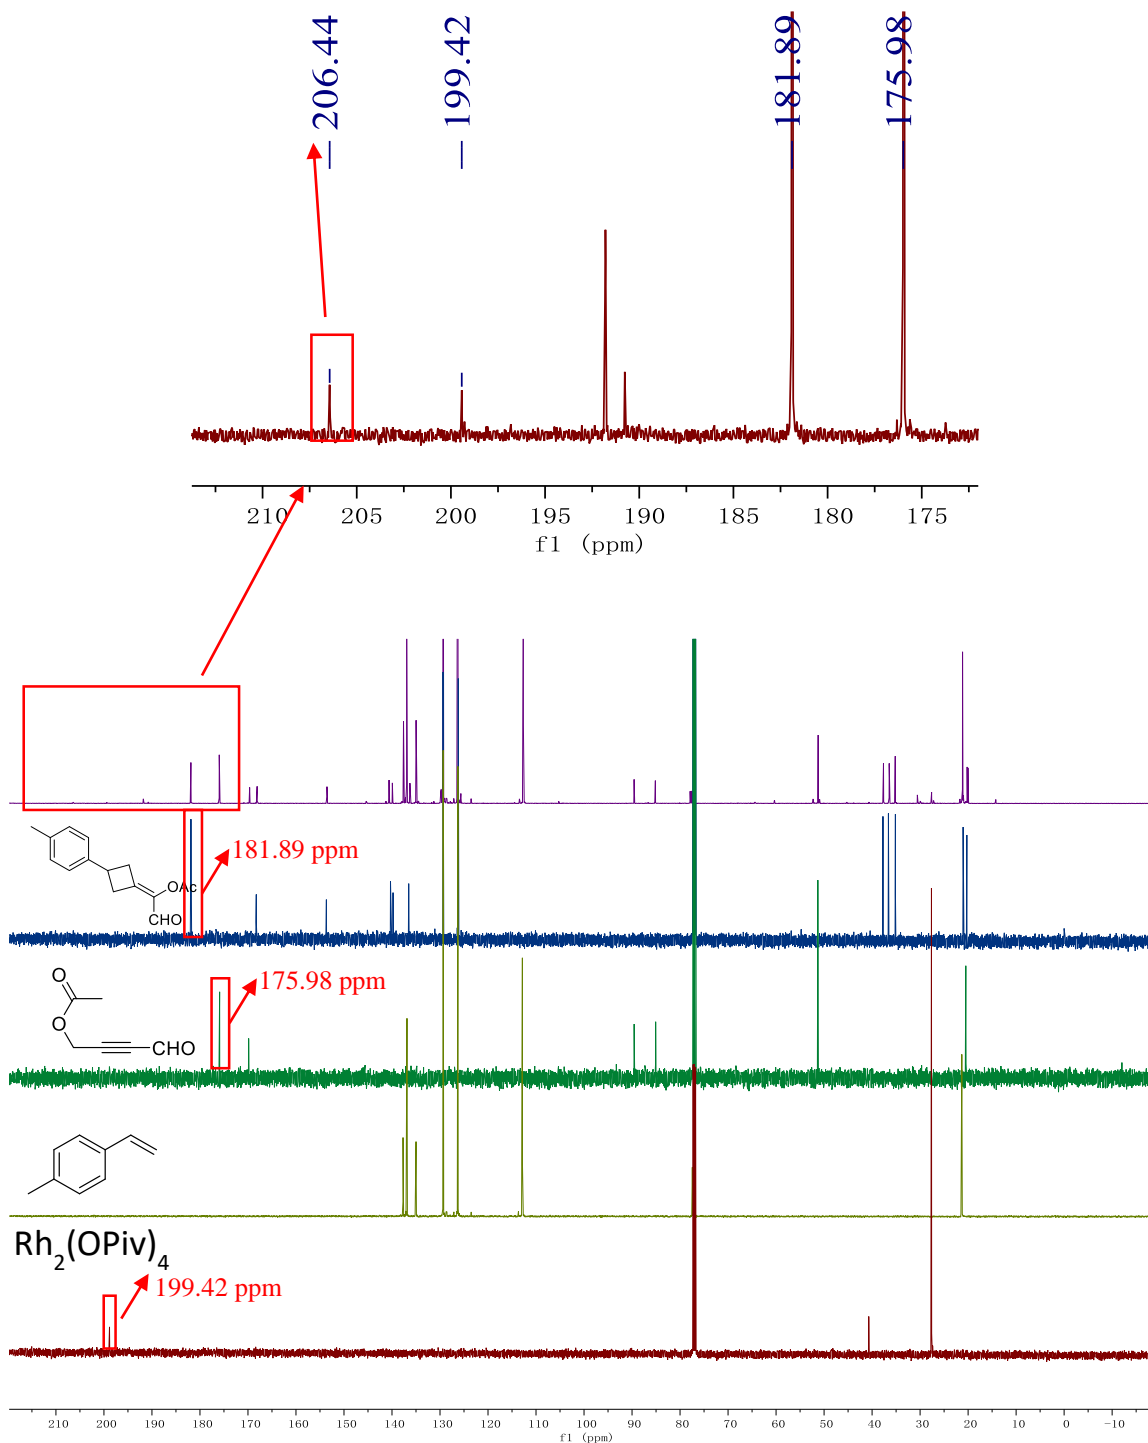 — 206.44
— 199.42
181.89
175.98
210 205 200 195 190 185 180 175
f1 (ppm)
OAc
CHO
181.89 ppm
O
O
CHO
175.98 ppm
Rh2(OPiv)4
199.42 ppm
210 200 190 180 170 160 150 140 130 120 110 100 90 80 70 60 50 40 30 20 10 0 -10
f1 (ppm)